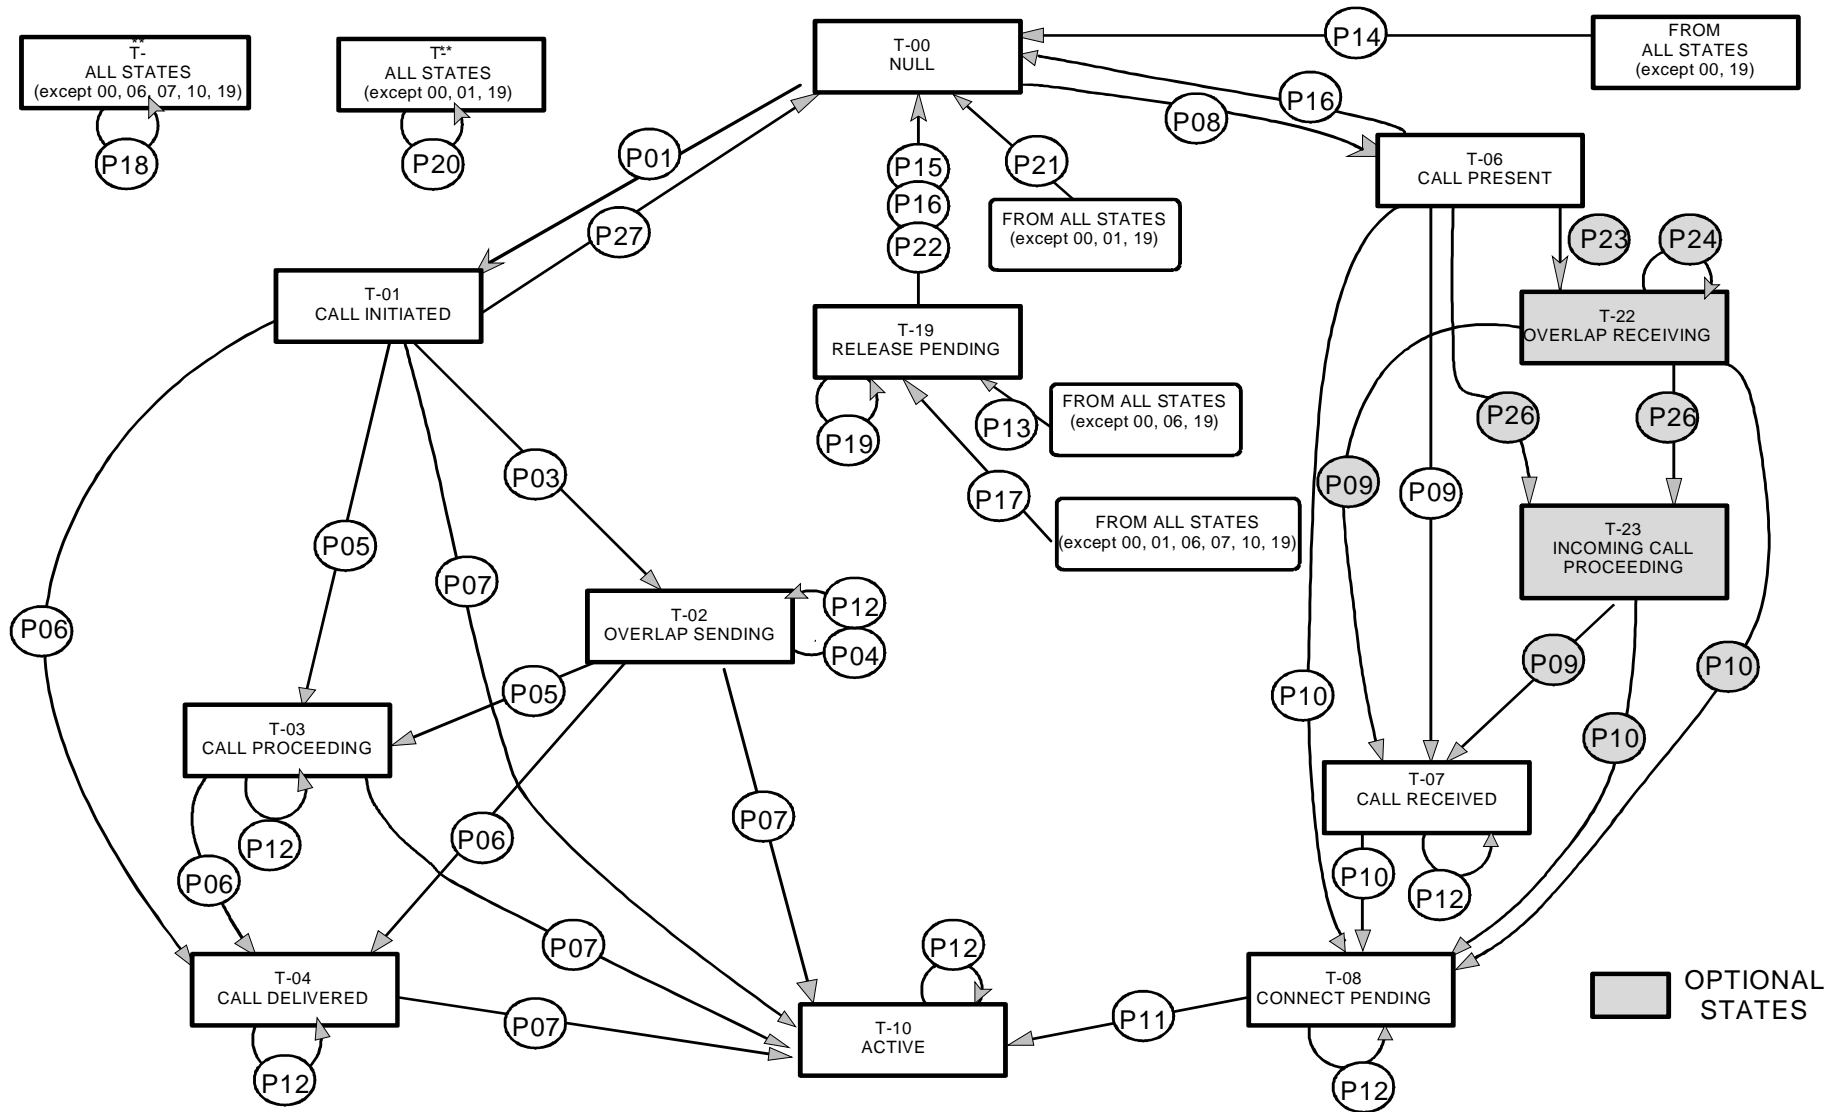 **
T-
ALL STATES
(except 00, 06, 07, 10, 19)
P18
T-**
ALL STATES
(except 00, 01, 19)
P20
T-00
NULL
P14
FROM
ALL STATES
(except 00, 19)
P16
P08
P01
P27
P15
P16
P22
P21
FROM ALL STATES
(except 00, 01, 19)
T-06
CALL PRESENT
P23
P24
T-01
CALL INITIATED
T-19
RELEASE PENDING
T-22
OVERLAP RECEIVING
P19
P13
FROM ALL STATES
(except 00, 06, 19)
P17
FROM ALL STATES
(except 00, 01, 06, 07, 10, 19)
P26
P26
P03
P09
P09
P05
P07
T-23
INCOMING CALL
PROCEEDING
P06
T-02
OVERLAP SENDING
P12
P04
P05
P09
P10
P10
P10
T-03
CALL PROCEEDING
P12
P06
P06
P07
T-07
CALL RECEIVED
P10
P12
P07
P12
T-04
CALL DELIVERED
P07
P12
T-10
ACTIVE
P11
T-08
CONNECT PENDING
P12
OPTIONAL
STATES